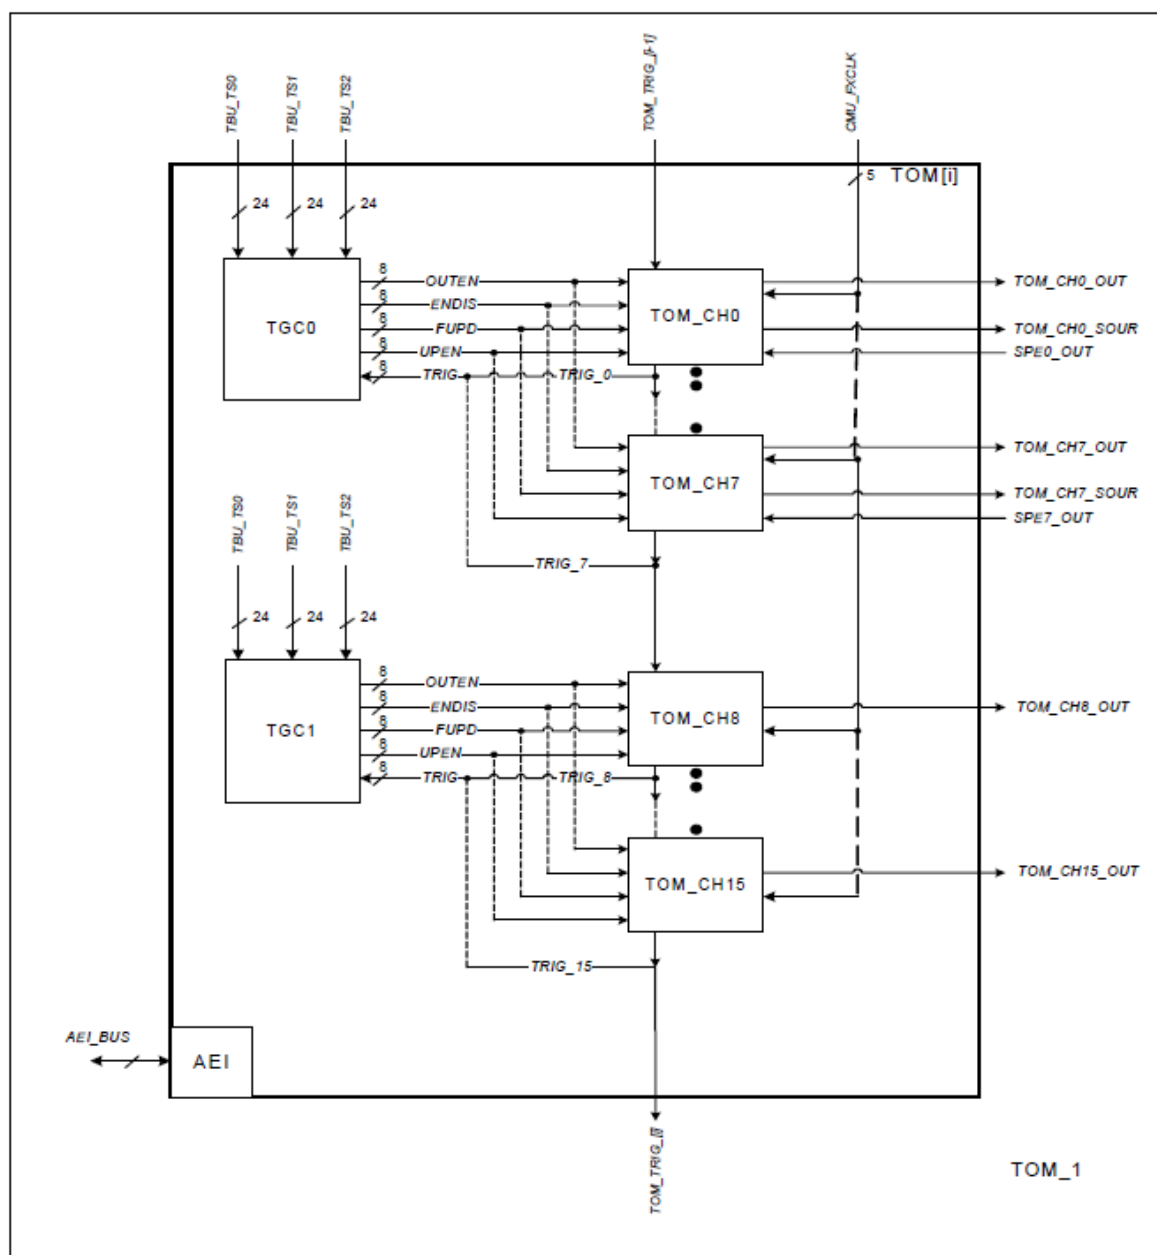 TBU_TS0
TBU_TS1
TBU_TS2
TOM_TRIG_[i-1]
CMU_FXCLK
5
TOM[i]
24
24
24
TGC0
8
OUTEN
8
ENDIS
8
FUPD
8
UPEN
8
TRIG
TRIG_0
TOM_CH0
TOM_CH0_OUT
TOM_CH0_SOUR
SPE0_OUT
TOM_CH7
TOM_CH7_OUT
TOM_CH7_SOUR
SPE7_OUT
TRIG_7
TBU_TS0
TBU_TS1
TBU_TS2
24
24
24
TGC1
8
OUTEN
8
ENDIS
8
FUPD
8
UPEN
8
TRIG
TRIG_8
TOM_CH8
TOM_CH8_OUT
TOM_CH15
TOM_CH15_OUT
TRIG_15
AEI_BUS
AEI
TOM_TRIG_[i]
TOM_1